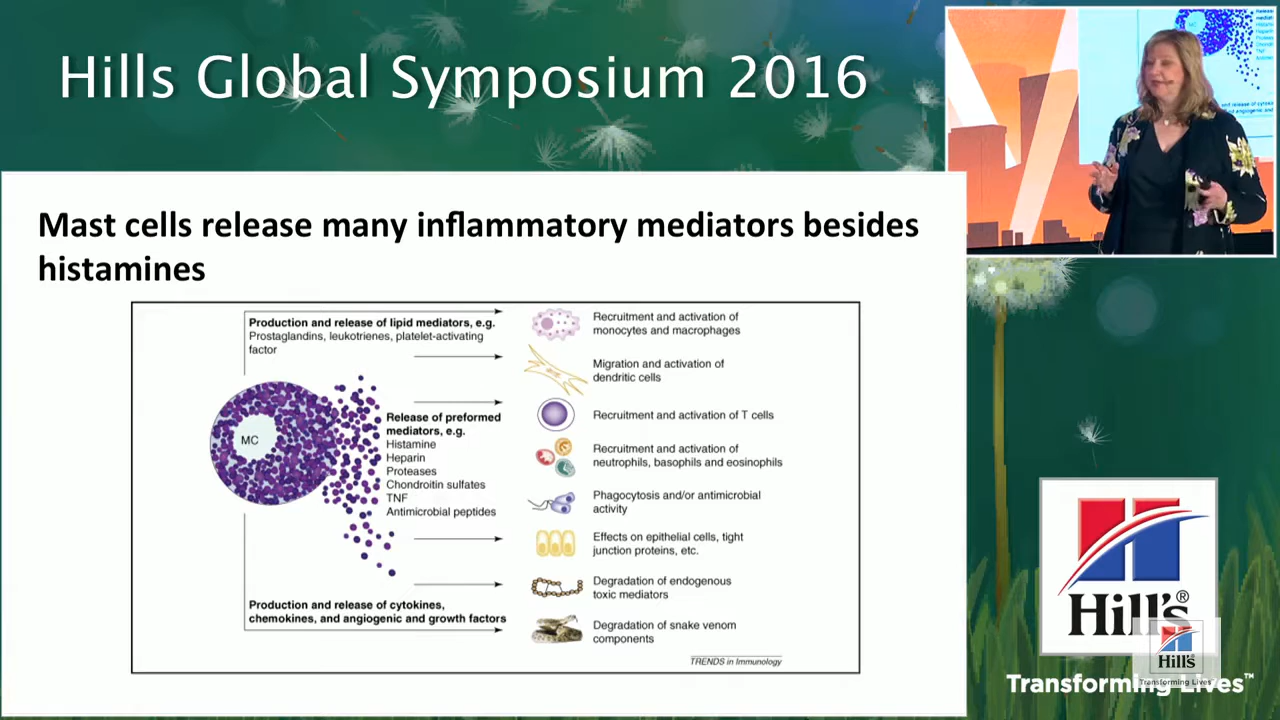 Hills Global Symposium 2016
Mast cells release many inflammatory mediators besides
histamines
Production and release of lipid mediators, e.g.
Prostaglandins, leukotrienes, platelet-activating
factor
MC
Release of preformed
mediators, e.g.
Histamine
Heparin
Proteases
Chondroitin sulfates
TNF
Antimicrobial peptides
Production and release of cytokines,
chemokines, and angiogenic and growth factors
Recruitment and activation of
monocytes and macrophages
Migration and activation of
dendritic cells
Recruitment and activation of T cells
Recruitment and activation of
neutrophils, basophils and eosinophils
Phagocytosis and/or antimicrobial
activity
Effects on epithelial cells, tight
junction proteins, etc.
Degradation of endogenous
toxic mediators
Degradation of snake venom
components
TRENDS in Immunology
Hill's®
Transforming Lives™
Hill's
Transforming Lives